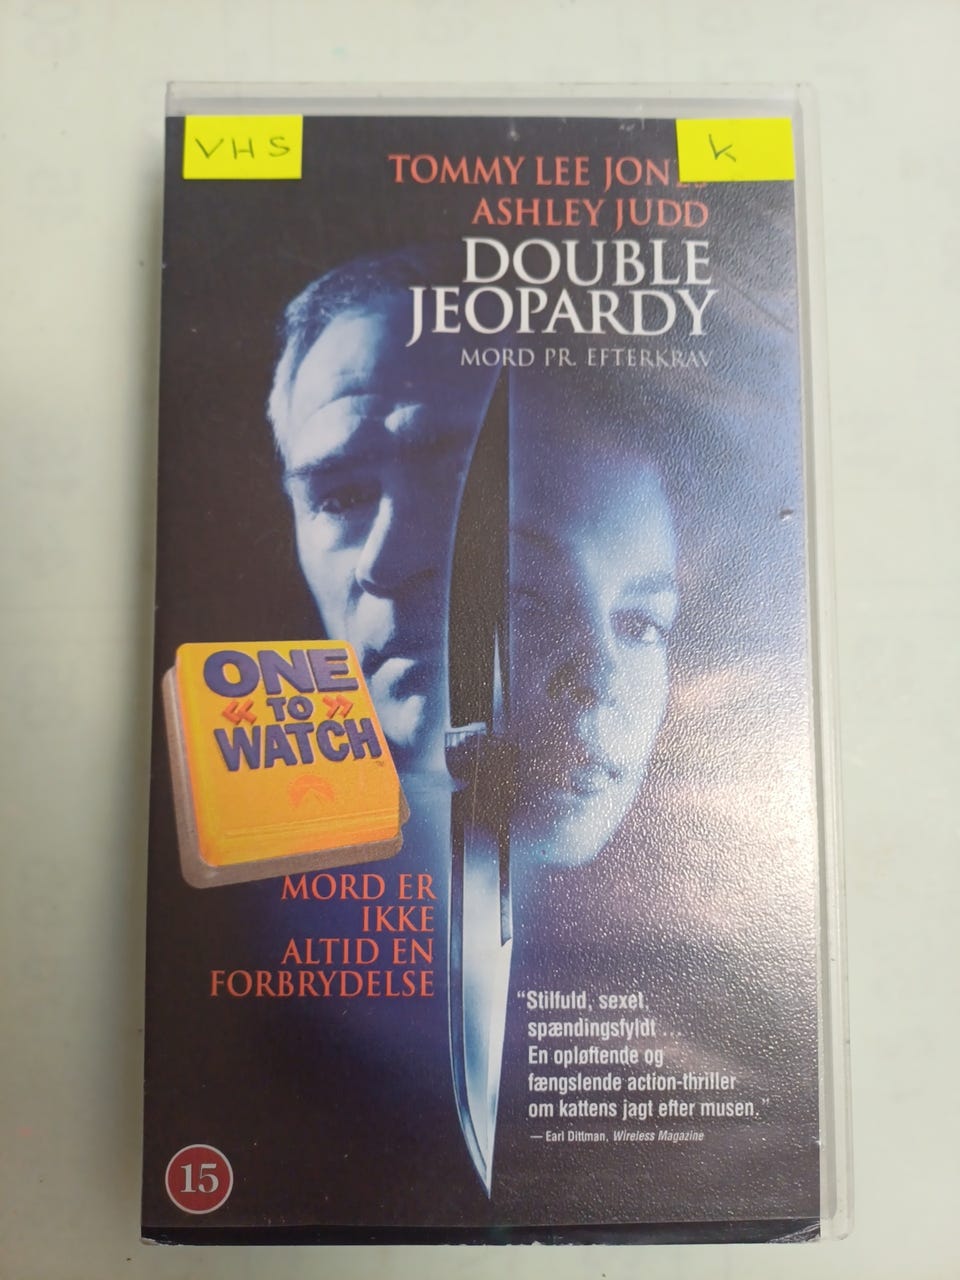 VHS
K
TOMMY LEE JONES
ASHLEY JUDD
DOUBLE
JEOPARDY
MORD PR. EFTERKRAV
ONE
« TO »
WATCH
MORD ER
IKKE
ALTID EN
FORBRYDELSE
"Stilfuld, sexet,
spændingsfyldt ...
En opløftende og
fængslende action-thriller
om kattens jagt efter musen."
— Earl Dittman, Wireless Magazine
15